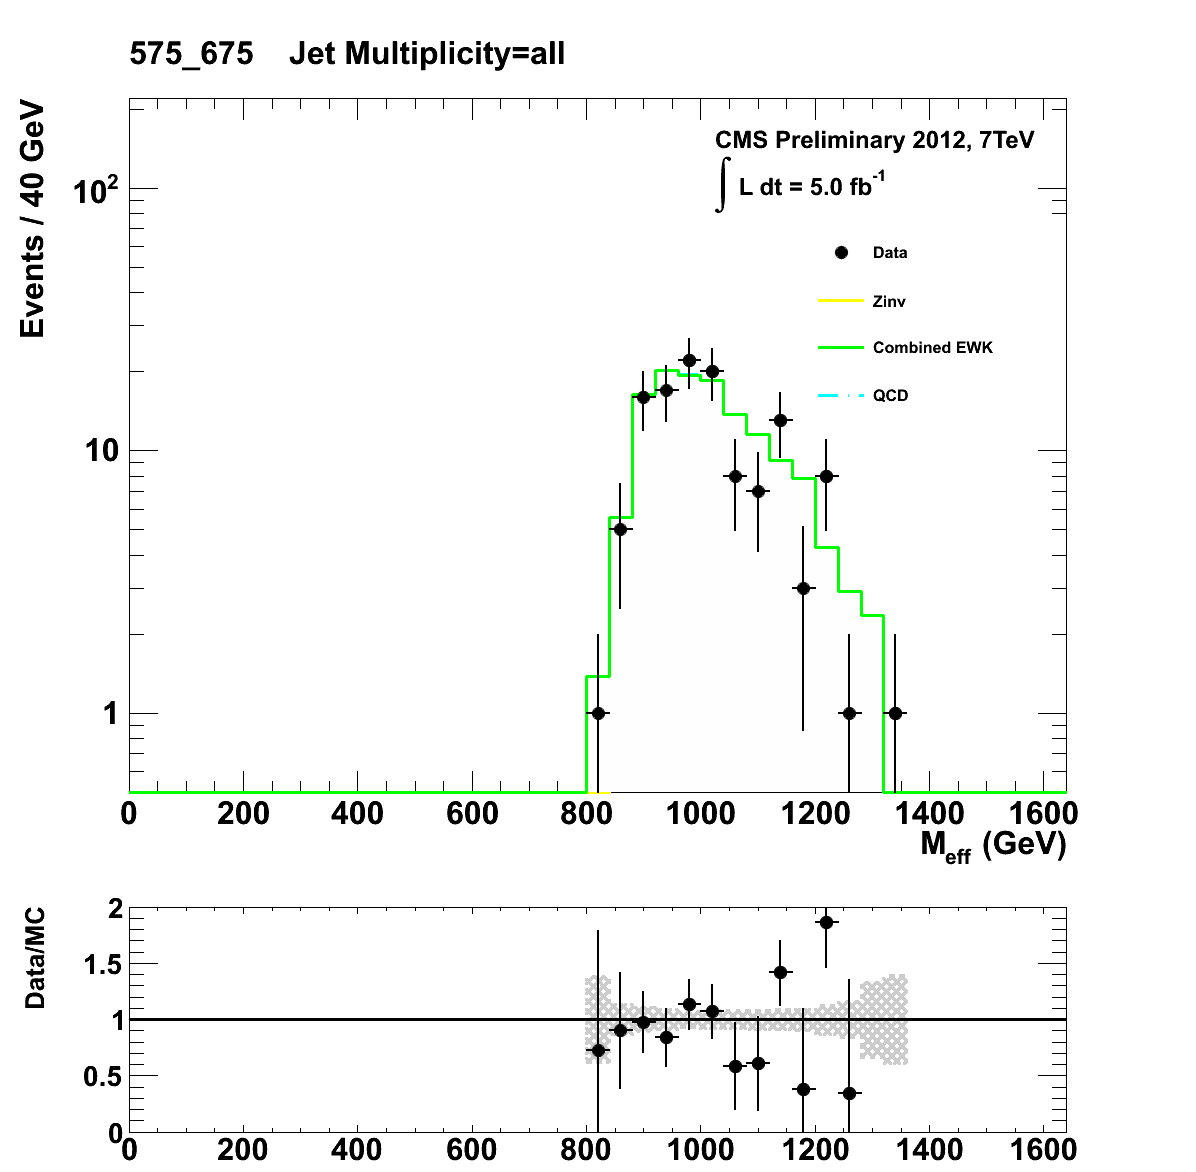 575_675 Jet Multiplicity=all
Events / 40 GeV
CMS Preliminary 2012, 7TeV
∫ L dt = 5.0 fb⁻¹
Data
Zinv
Combined EWK
QCD
10²
10
1
0 200 400 600 800 1000 1200 1400 1600
M_eff (GeV)
Data/MC
2
1.5
1
0.5
0
0 200 400 600 800 1000 1200 1400 1600